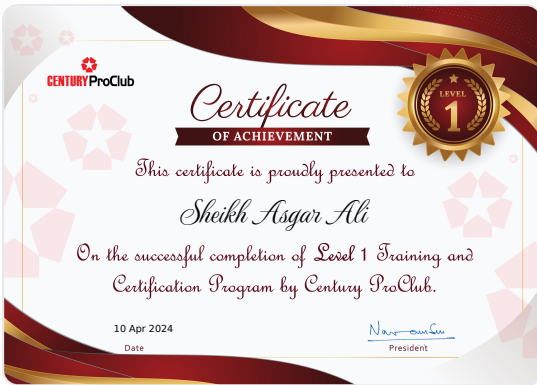 CENTURY ProClub
LEVEL
1
Certificate
OF ACHIEVEMENT
This certificate is proudly presented to
Sheikh Asgar Ali
On the successful completion of Level 1 Training and
Certification Program by Century ProClub.
10 Apr 2024
Date
President